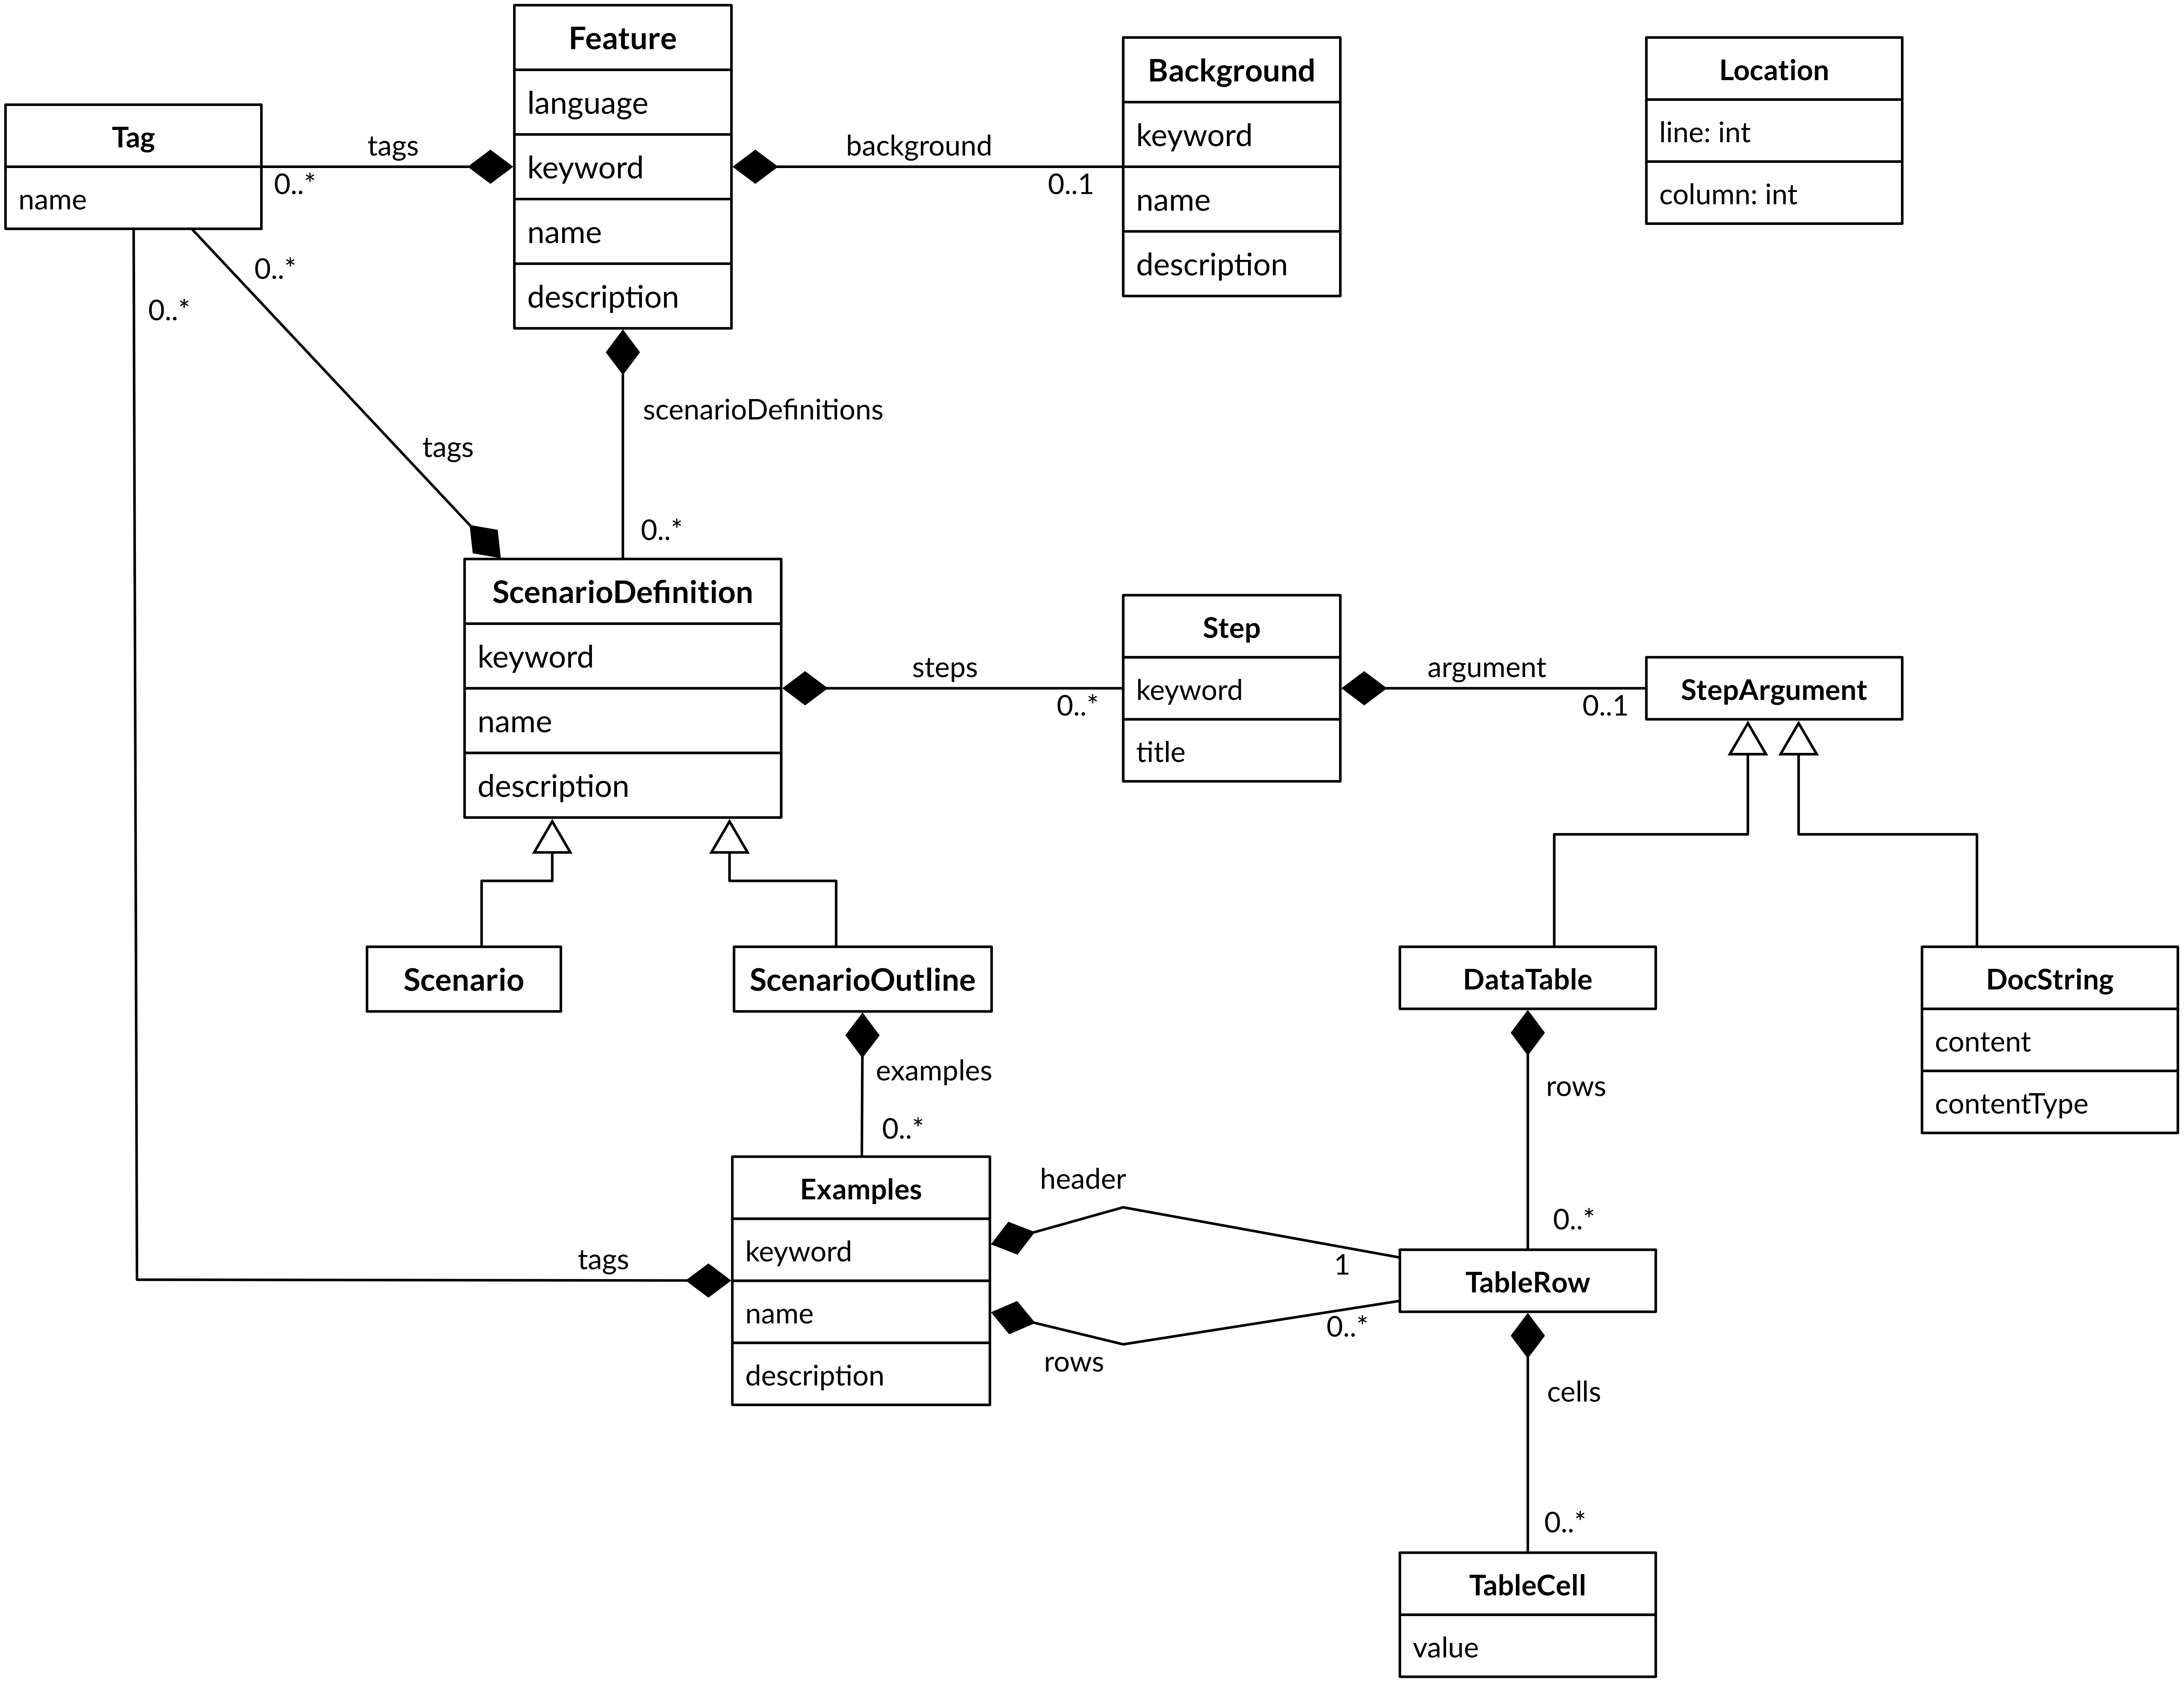 Feature
language
keyword
name
description
Background
keyword
name
description
Location
line: int
column: int
Tag
name
tags
0..*
background
0..1
0..*
0..*
tags
scenarioDefinitions
0..*
ScenarioDefinition
keyword
name
description
steps
0..*
Step
keyword
title
argument
0..1
StepArgument
Scenario
ScenarioOutline
DataTable
DocString
content
contentType
examples
0..*
rows
0..*
Examples
keyword
name
description
tags
header
1
rows
0..*
TableRow
cells
0..*
TableCell
value